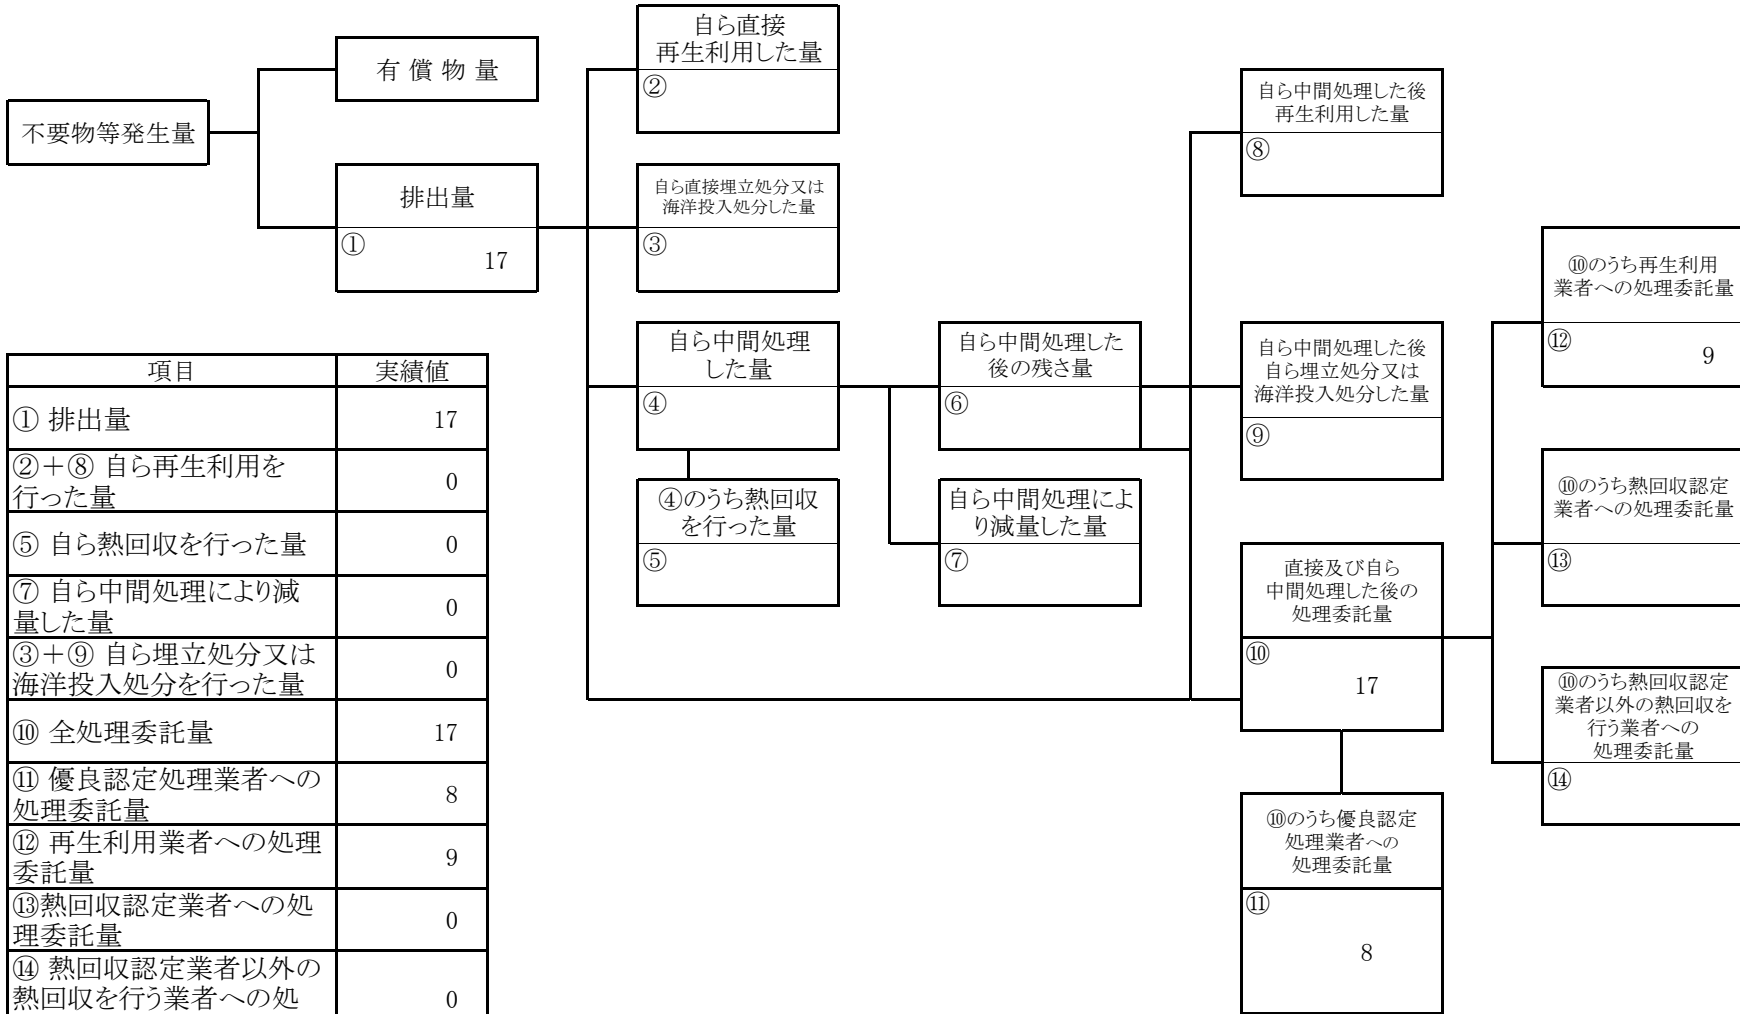 不要物等発生量
有 償 物 量
排出量
①
17
自ら直接
再生利用した量
②
自ら直接埋立処分又は
海洋投入処分した量
③
自ら中間処理
した量
④
④のうち熱回収
を行った量
⑤
自ら中間処理した
後の残さ量
⑥
自ら中間処理によ
り減量した量
⑦
自ら中間処理した後
再生利用した量
⑧
自ら中間処理した後
自ら埋立処分又は
海洋投入処分した量
⑨
直接及び自ら
中間処理した後の
処理委託量
⑩
17
⑩のうち優良認定
処理業者への
処理委託量
⑪
8
⑩のうち再生利用
業者への処理委託量
⑫
9
⑩のうち熱回収認定
業者への処理委託量
⑬
⑩のうち熱回収認定
業者以外の熱回収を
行う業者への
処理委託量
⑭
項目 実績値
① 排出量 17
②＋⑧ 自ら再生利用を
行った量 0
⑤ 自ら熱回収を行った量 0
⑦ 自ら中間処理により減
量した量 0
③＋⑨ 自ら埋立処分又は
海洋投入処分を行った量 0
⑩ 全処理委託量 17
⑪ 優良認定処理業者への
処理委託量 8
⑫ 再生利用業者への処理
委託量 9
⑬熱回収認定業者への処
理委託量 0
⑭ 熱回収認定業者以外の
熱回収を行う業者への処 0